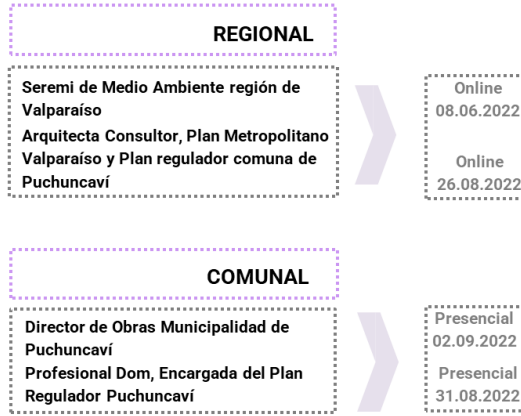 REGIONAL
Seremi de Medio Ambiente región de
Valparaíso
Arquitecta Consultor, Plan Metropolitano
Valparaíso y Plan regulador comuna de
Puchuncaví
Online
08.06.2022
Online
26.08.2022
COMUNAL
Director de Obras Municipalidad de
Puchuncaví
Profesional Dom, Encargada del Plan
Regulador Puchuncaví
Presencial
02.09.2022
Presencial
31.08.2022